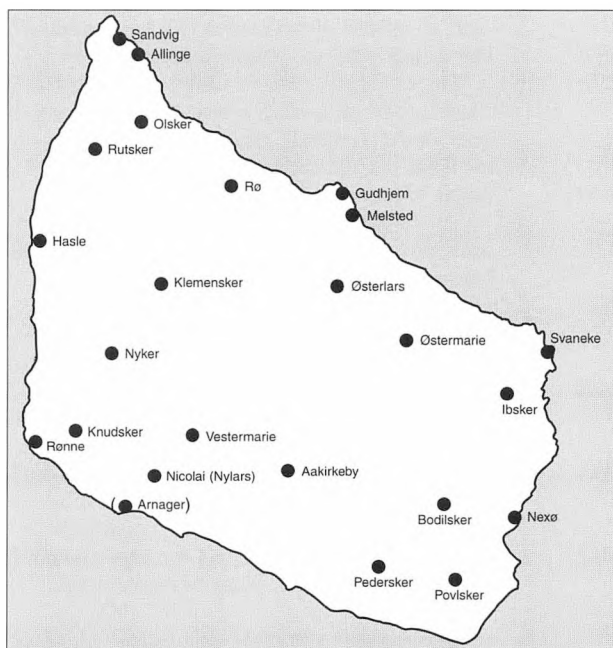 Sandvig
Allinge
Olsker
Rutsker
Rø
Gudhjem
Melsted
Hasle
Klemensker
Østerlars
Østermarie
Svaneke
Nyker
Ibsker
Knudsker
Vestermarie
Rønne
Nicolai (Nylars)
Aakirkeby
(Arnager)
Bodilsker
Nexø
Pedersker
Povlsker